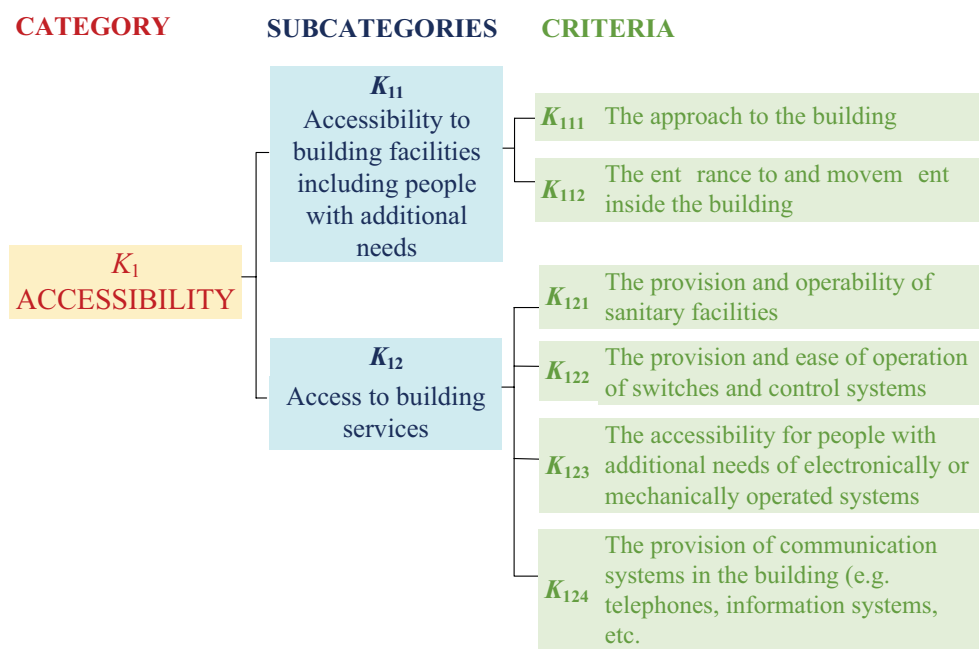 CATEGORY SUBCATEGORIES CRITERIA
K₁
ACCESSIBILITY
K₁₁
Accessibility to
building facilities
including people
with additional
needs
K₁₁₁ The approach to the building
K₁₁₂ The ent rance to and movem ent
inside the building
K₁₂
Access to building
services
K₁₂₁ The provision and operability of
sanitary facilities
K₁₂₂ The provision and ease of operation
of switches and control systems
K₁₂₃ The accessibility for people with
additional needs of electronically or
mechanically operated systems
K₁₂₄ The provision of communication
systems in the building (e.g.
telephones, information systems,
etc.